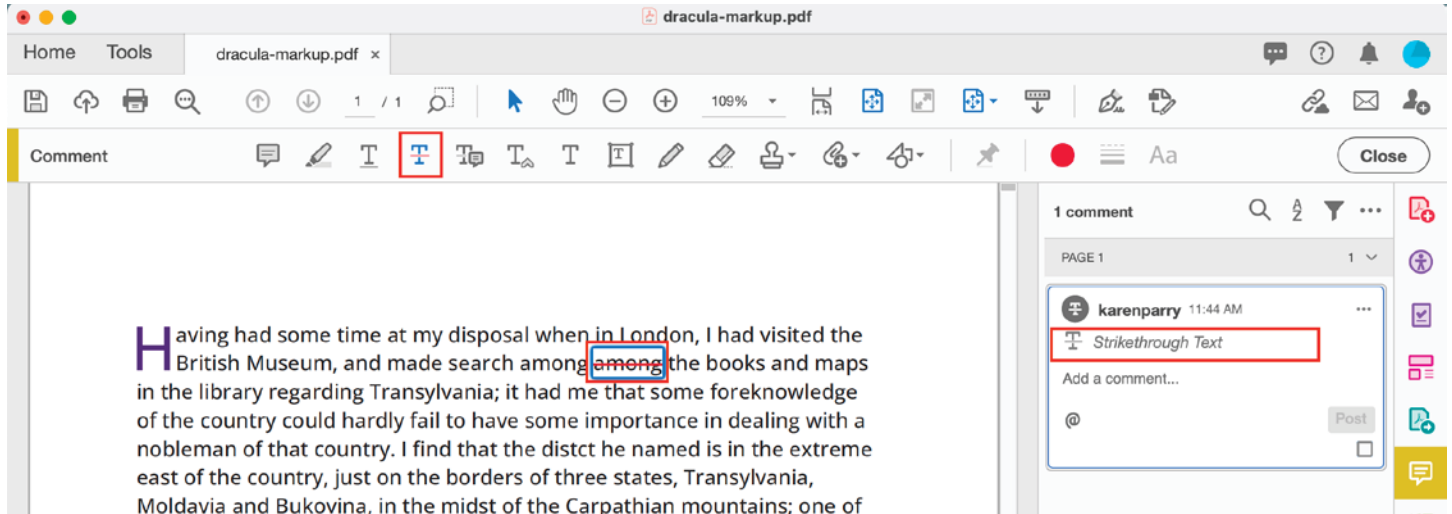 dracula-markup.pdf
Home Tools dracula-markup.pdf ×
1 / 1 109%
Comment Aa Close
1 comment
PAGE 1 1
karenparry 11:44 AM
Strikethrough Text
Add a comment...
@ Post
Having had some time at my disposal when in London, I had visited the
British Museum, and made search among among the books and maps
in the library regarding Transylvania; it had me that some foreknowledge
of the country could hardly fail to have some importance in dealing with a
nobleman of that country. I find that the distct he named is in the extreme
east of the country, just on the borders of three states, Transylvania,
Moldavia and Bukovina, in the midst of the Carpathian mountains; one of